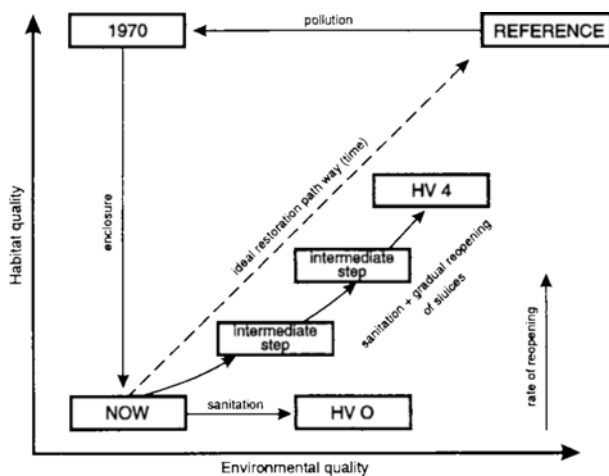 pollution
1970
REFERENCE
Habitat quality
enclosure
ideal restoration path way (time)
HV 4
intermediate
step
sanitation + gradual reopening
of sluices
intermediate
step
rate of reopening
NOW
sanitation
HV O
Environmental quality